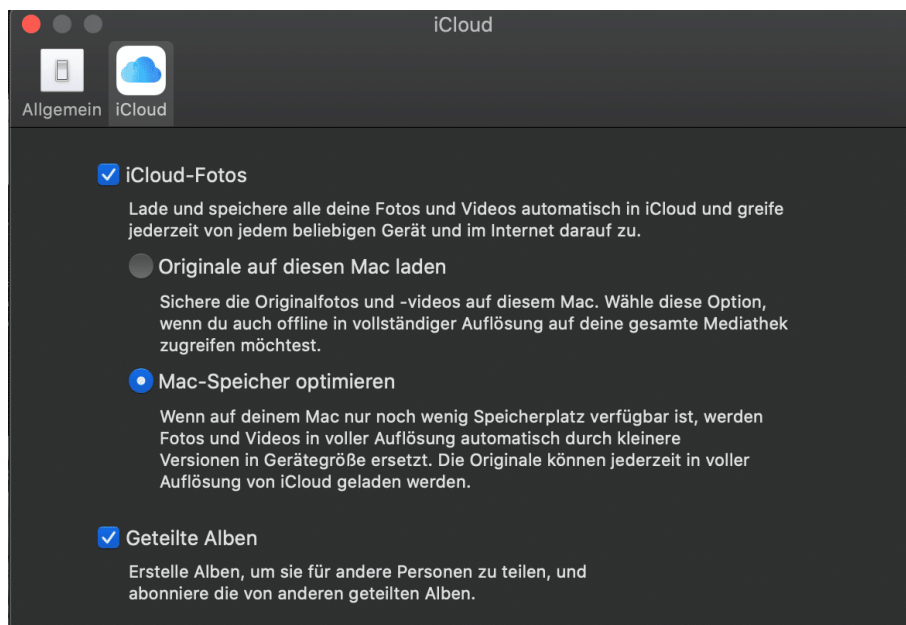 iCloud
Allgemein
iCloud
iCloud-Fotos
Lade und speichere alle deine Fotos und Videos automatisch in iCloud und greife
jederzeit von jedem beliebigen Gerät und im Internet darauf zu.
Originale auf diesen Mac laden
Sichere die Originalfotos und -videos auf diesem Mac. Wähle diese Option,
wenn du auch offline in vollständiger Auflösung auf deine gesamte Mediathek
zugreifen möchtest.
Mac-Speicher optimieren
Wenn auf deinem Mac nur noch wenig Speicherplatz verfügbar ist, werden
Fotos und Videos in voller Auflösung automatisch durch kleinere
Versionen in Gerätegröße ersetzt. Die Originale können jederzeit in voller
Auflösung von iCloud geladen werden.
Geteilte Alben
Erstelle Alben, um sie für andere Personen zu teilen, und
abonniere die von anderen geteilten Alben.